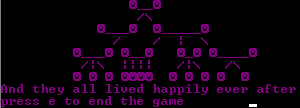 And they all lived happily ever after
press e to end the game